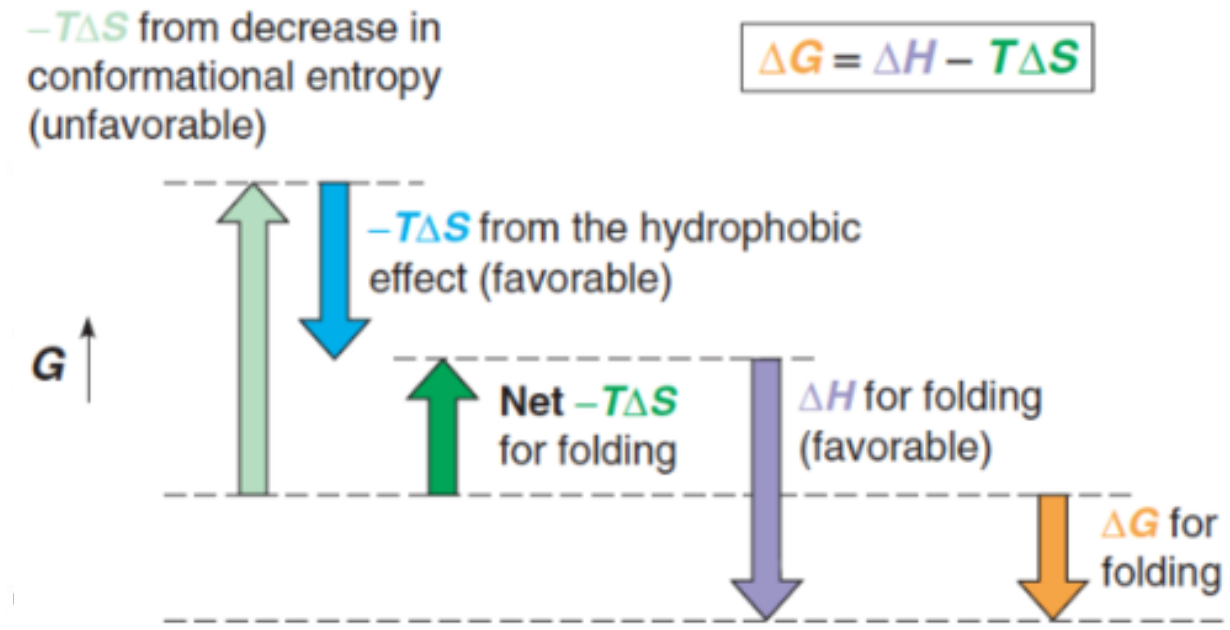 –TΔS from decrease in
conformational entropy
(unfavorable)
ΔG = ΔH – TΔS
–TΔS from the hydrophobic
effect (favorable)
G
Net –TΔS
for folding
ΔH for folding
(favorable)
ΔG for
folding